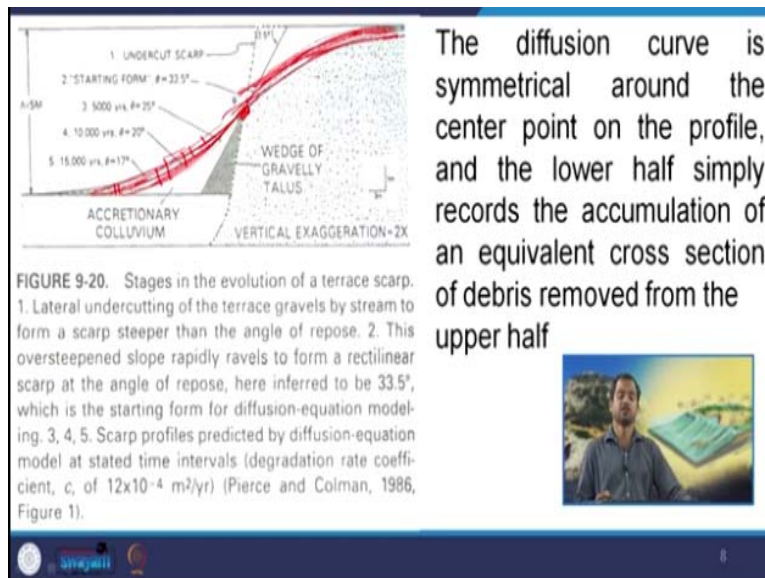 33.5°
1 UNDERCUT SCARP
2 "STARTING FORM" θ=33.5°
3. 5000 yrs, θ=25°
4. 10,000 yrs, θ=20°
5. 15,000 yrs, θ=17°
WEDGE OF
GRAVELLY
TALUS
ACCRETIONARY
COLLUVIUM
VERTICAL EXAGGERATION=2X
FIGURE 9-20. Stages in the evolution of a terrace scarp.
1. Lateral undercutting of the terrace gravels by stream to
form a scarp steeper than the angle of repose. 2. This
oversteepened slope rapidly ravels to form a rectilinear
scarp at the angle of repose, here inferred to be 33.5°,
which is the starting form for diffusion-equation model-
ing. 3, 4, 5. Scarp profiles predicted by diffusion-equation
model at stated time intervals (degradation rate coeffi-
cient, c, of 12x10⁻⁴ m²/yr) (Pierce and Colman, 1986,
Figure 1).
The diffusion curve is
symmetrical around the
center point on the profile,
and the lower half simply
records the accumulation of
an equivalent cross section
of debris removed from the
upper half
swayam
8